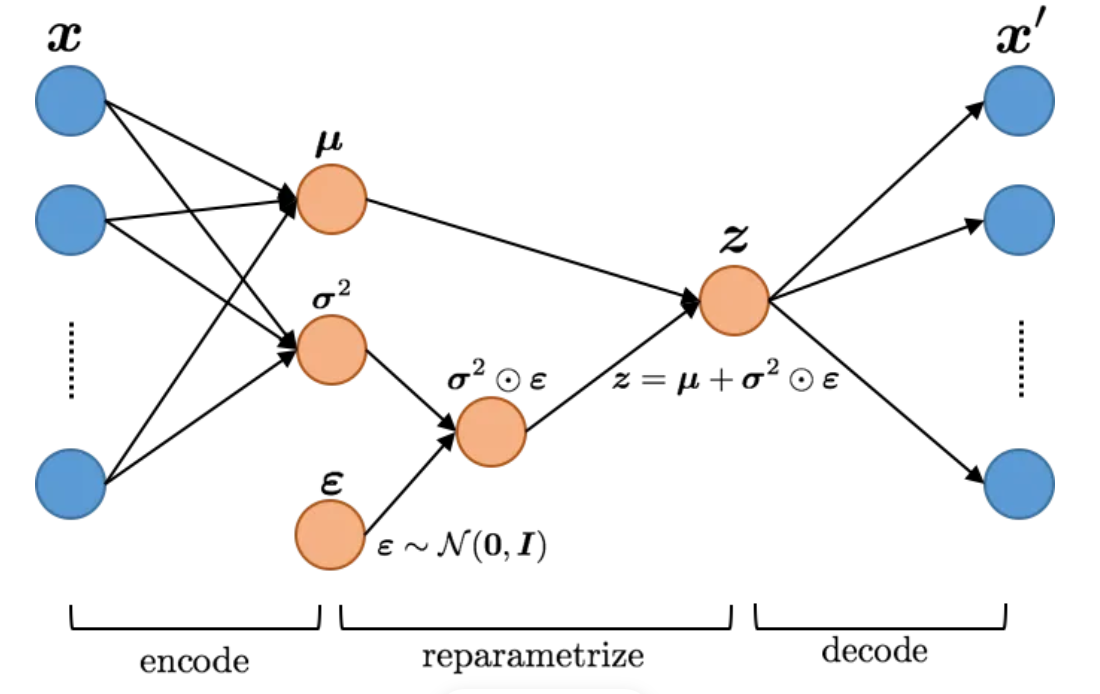 x
x′
μ
σ²
z
σ² ⊙ ε
z = μ + σ² ⊙ ε
ε
ε ∼ 𝒩(0, I)
encode
reparametrize
decode